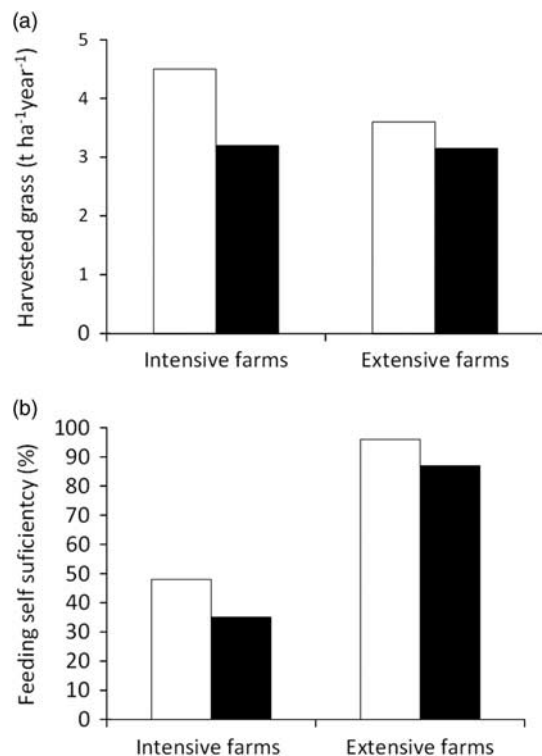 (a)
Harvested grass (t ha⁻¹year⁻¹)
5
4
3
2
1
0
Intensive farms Extensive farms
(b)
Feeding self suficientcy (%)
100
90
80
70
60
50
40
30
20
10
0
Intensive farms Extensive farms